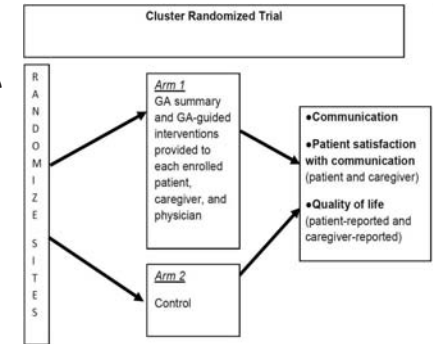 Cluster Randomized Trial
RANDOMIZE SITES
Arm 1
GA summary
and GA-guided
interventions
provided to
each enrolled
patient,
caregiver, and
physician
Arm 2
Control
●Communication
●Patient satisfaction
with communication
(patient and caregiver)
●Quality of life
(patient-reported and
caregiver-reported)